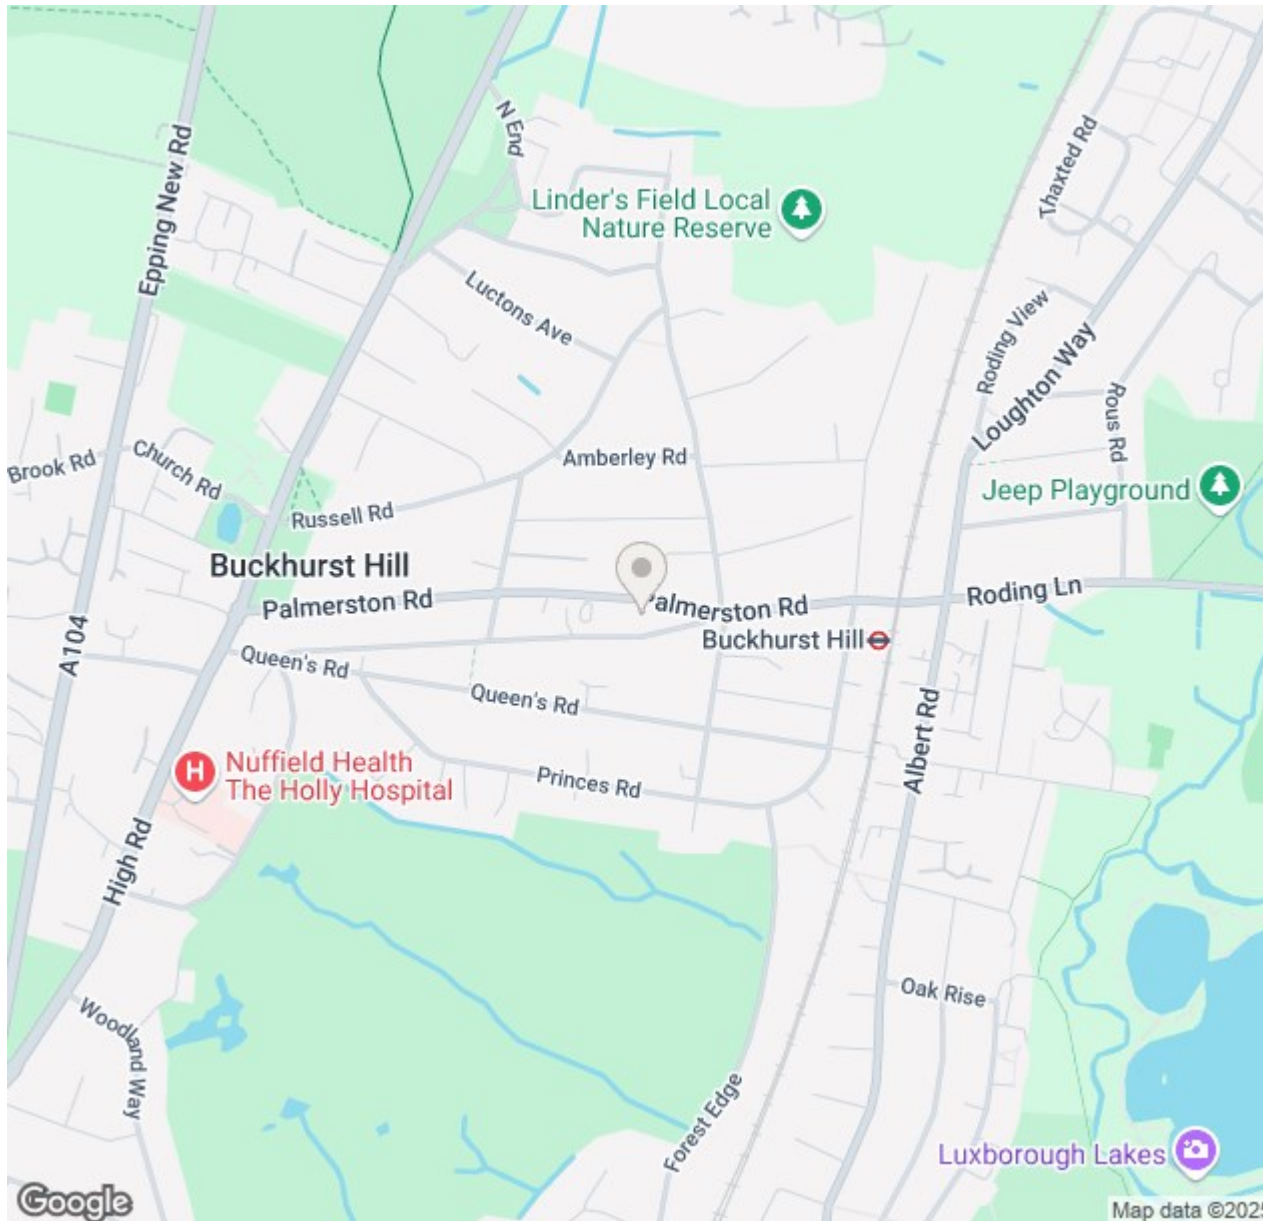 N End
Thaxted Rd
Epping New Rd
Linder's Field Local
Nature Reserve
Luctons Ave
Roding View
Loughton Way
Rous Rd
Brook Rd
Church Rd
Amberley Rd
Jeep Playground
Russell Rd
Buckhurst Hill
Palmerston Rd
Palmerston Rd
Roding Ln
A104
Buckhurst Hill
Queen's Rd
Queen's Rd
Albert Rd
Nuffield Health
The Holly Hospital
Princes Rd
High Rd
Oak Rise
Woodland Way
Forest Edge
Luxborough Lakes
Google
Map data ©2025